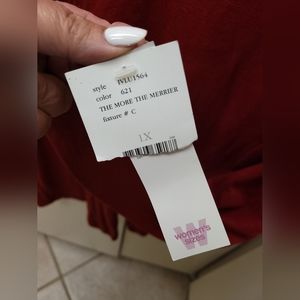 style IVLU1564
color 621
THE MORE THE MERRIER
fixture # C
1X
W
women's
sizes